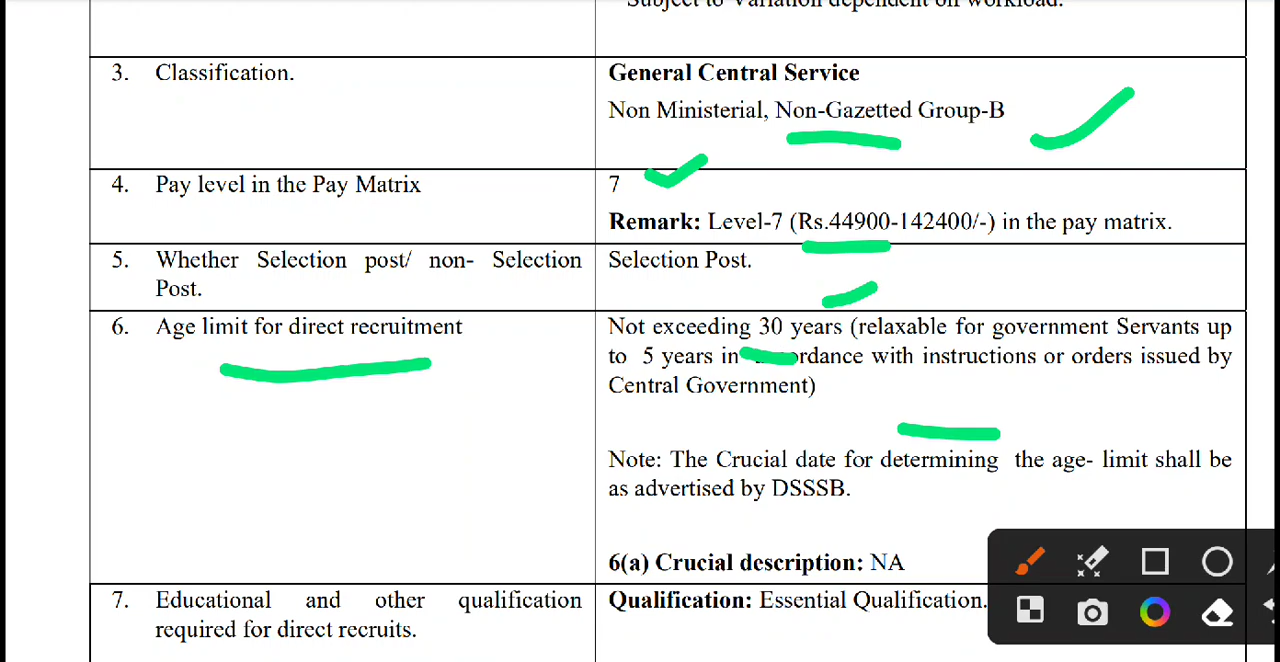 Subject to Variation dependent on workload.
3. Classification.
General Central Service
Non Ministerial, Non-Gazetted Group-B
4. Pay level in the Pay Matrix
7
Remark: Level-7 (Rs.44900-142400/-) in the pay matrix.
5. Whether Selection post/ non- Selection
Post.
Selection Post.
6. Age limit for direct recruitment
Not exceeding 30 years (relaxable for government Servants up
to 5 years in accordance with instructions or orders issued by
Central Government)
Note: The Crucial date for determining the age- limit shall be
as advertised by DSSSB.
6(a) Crucial description: NA
7. Educational and other qualification
required for direct recruits.
Qualification: Essential Qualification.